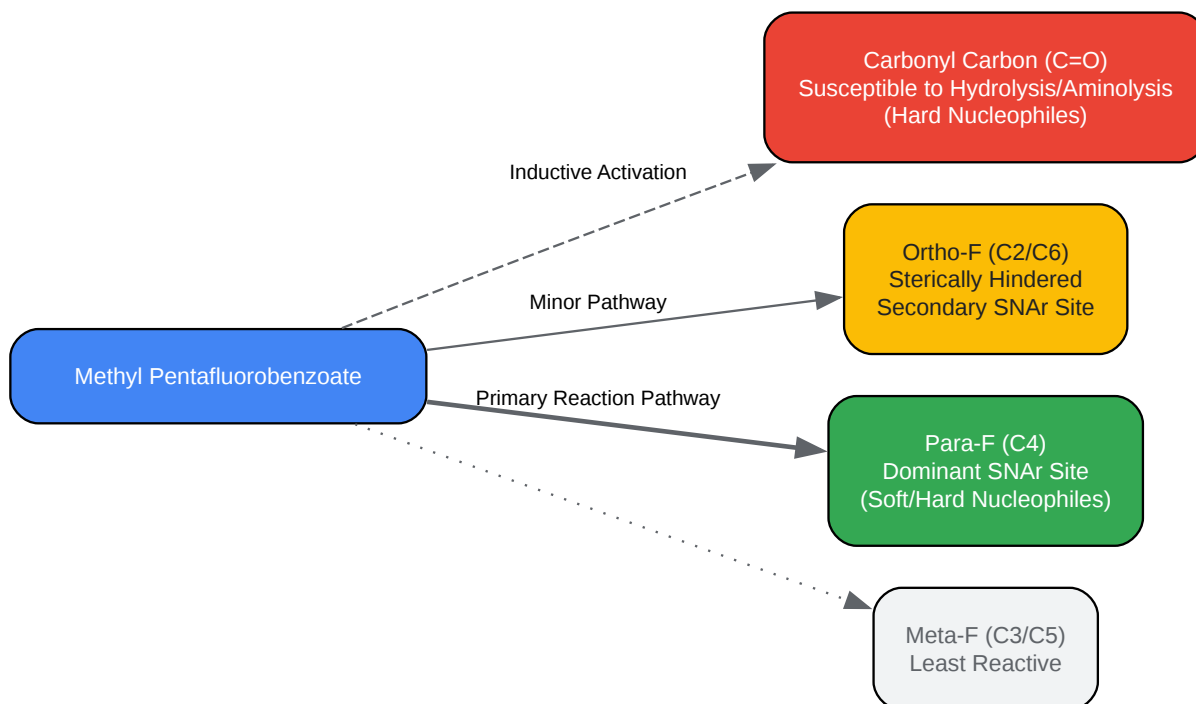 Carbonyl Carbon (C=O)
Susceptible to Hydrolysis/Aminolysis
(Hard Nucleophiles)
Inductive Activation
Ortho-F (C2/C6)
Sterically Hindered
Secondary SNAr Site
Minor Pathway
Methyl Pentafluorobenzoate
Primary Reaction Pathway
Para-F (C4)
Dominant SNAr Site
(Soft/Hard Nucleophiles)
Meta-F (C3/C5)
Least Reactive